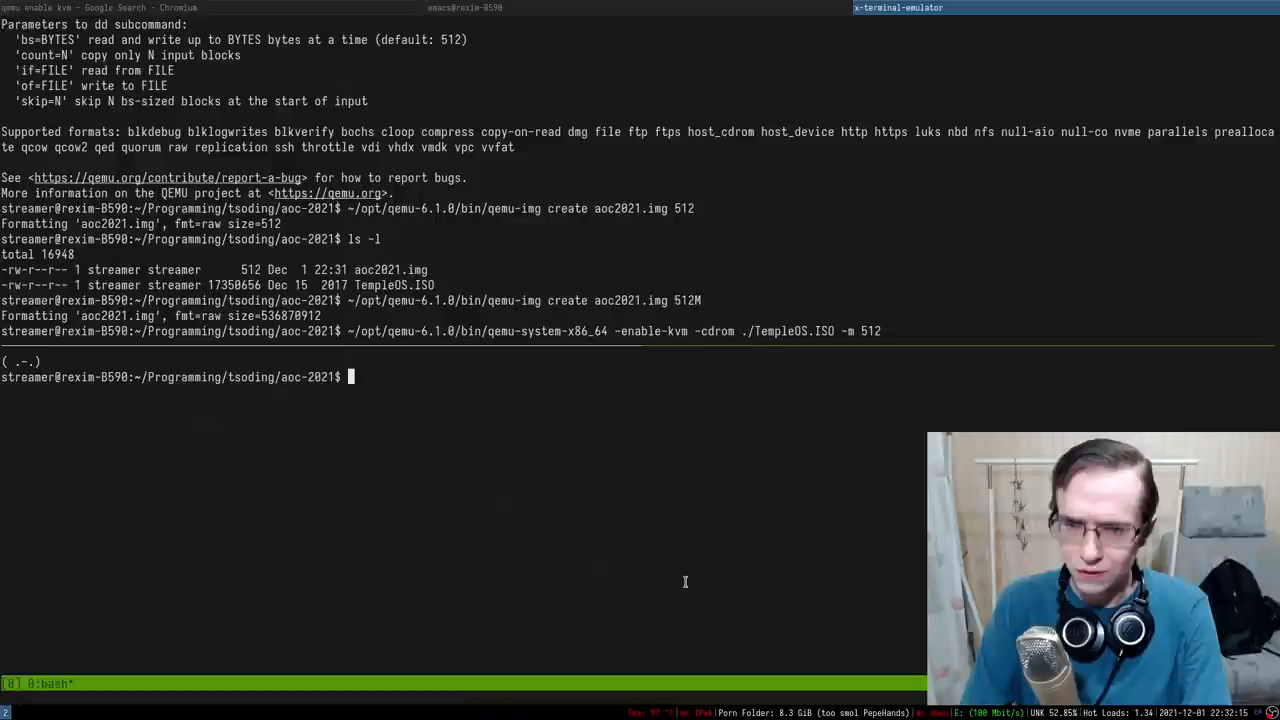 qemu enable kvm - Google Search - Chromium
emacs@rexim-B590
x-terminal-emulator
Parameters to dd subcommand:
'bs=BYTES' read and write up to BYTES bytes at a time (default: 512)
'count=N' copy only N input blocks
'if=FILE' read from FILE
'of=FILE' write to FILE
'skip=N' skip N bs-sized blocks at the start of input
Supported formats: blkdebug blklogwrites blkverify bochs cloop compress copy-on-read dmg file ftp ftps host_cdrom host_device http https luks nbd nfs null-aio null-co nvme parallels prealloca
te qcow qcow2 qed quorum raw replication ssh throttle vdi vhdx vmdk vpc vvfat
See <https://qemu.org/contribute/report-a-bug> for how to report bugs.
More information on the QEMU project at <https://qemu.org>.
streamer@rexim-B590:~/Programming/tsoding/aoc-2021$ ~/opt/qemu-6.1.0/bin/qemu-img create aoc2021.img 512
Formatting 'aoc2021.img', fmt=raw size=512
streamer@rexim-B590:~/Programming/tsoding/aoc-2021$ ls -l
total 16948
-rw-r--r-- 1 streamer streamer 512 Dec 1 22:31 aoc2021.img
-rw-r--r-- 1 streamer streamer 17350656 Dec 15 2017 TempleOS.ISO
streamer@rexim-B590:~/Programming/tsoding/aoc-2021$ ~/opt/qemu-6.1.0/bin/qemu-img create aoc2021.img 512M
Formatting 'aoc2021.img', fmt=raw size=536870912
streamer@rexim-B590:~/Programming/tsoding/aoc-2021$ ~/opt/qemu-6.1.0/bin/qemu-system-x86_64 -enable-kvm -cdrom ./TempleOS.ISO -m 512
( .-.)
streamer@rexim-B590:~/Programming/tsoding/aoc-2021$
[0] 0:bash*
2
Porn Folder: 8.3 GiB (too smol PepeHands)
E: (100 Mbit/s)
UNK 52.85%
Hot Loads: 1.34
2021-12-01 22:32:15